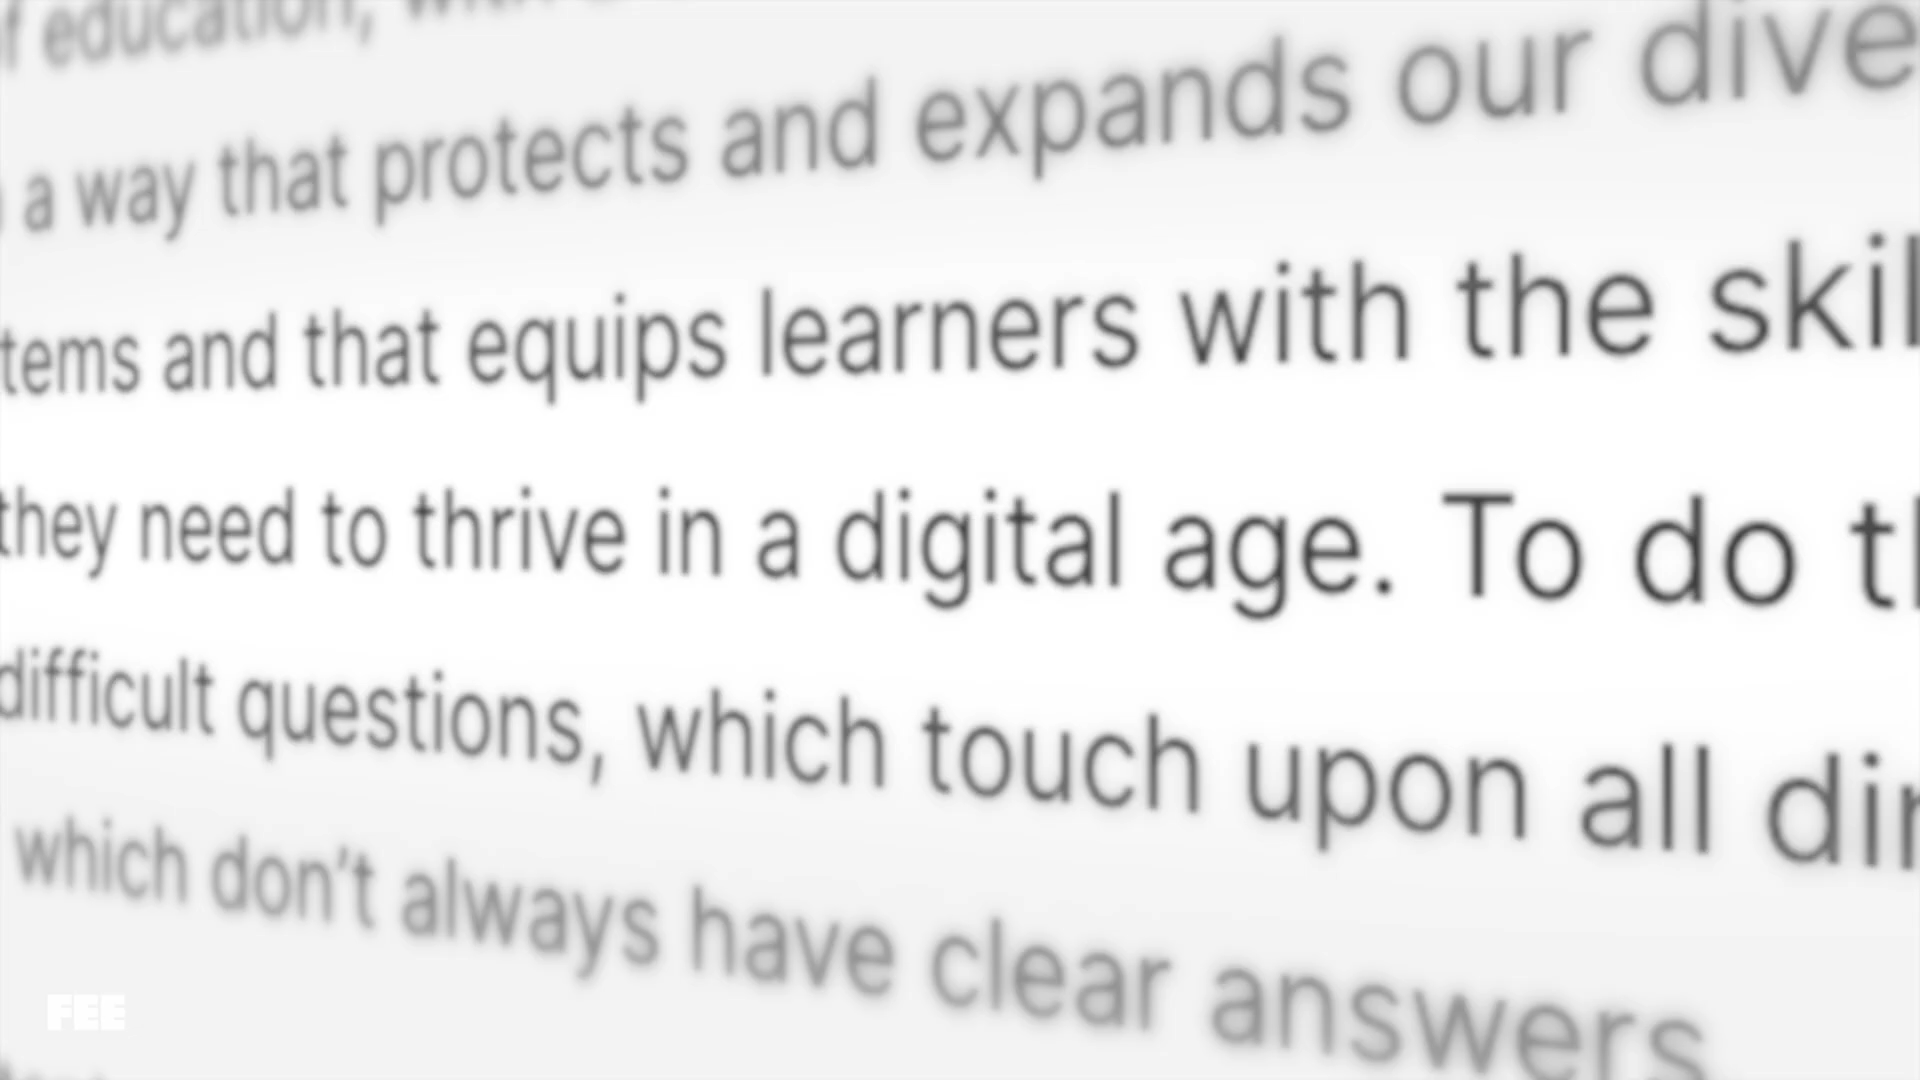 f education,
a way that protects and expands our dive
tems and that equips learners with the skil
they need to thrive in a digital age. To do th
difficult questions, which touch upon all dir
which don't always have clear answers
FEE